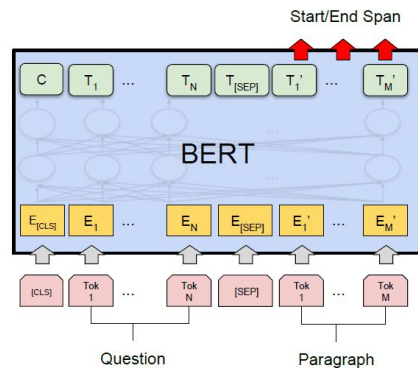 Start/End Span
C T1 ... TN T[SEP] T1' ... TM'
BERT
E[CLS] E1 ... EN E[SEP] E1' ... EM'
[CLS] Tok 1 ... Tok N [SEP] Tok 1 ... Tok M
Question Paragraph